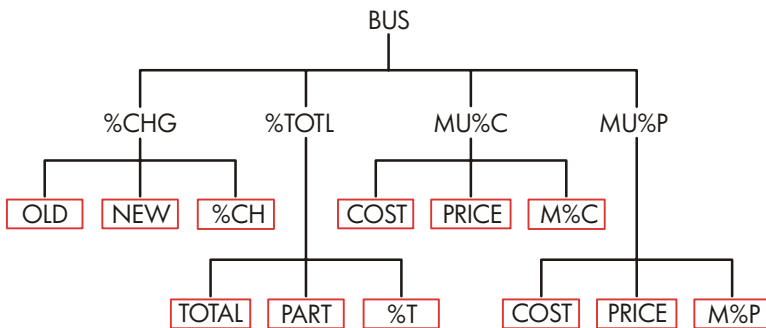 BUS
%CHG %TOTL MU%C MU%P
OLD NEW %CH COST PRICE M%C
TOTAL PART %T COST PRICE M%P